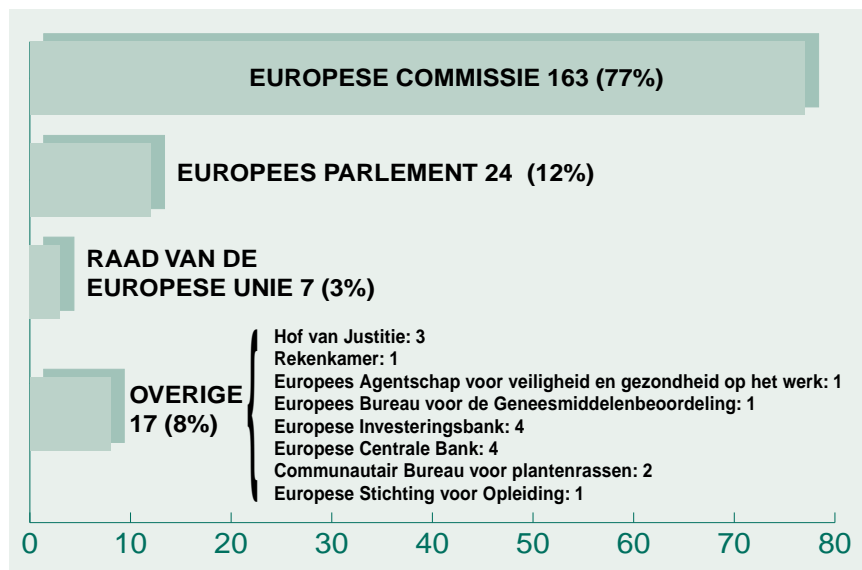 EUROPESE COMMISSIE 163 (77%)
EUROPEES PARLEMENT 24 (12%)
RAAD VAN DE
EUROPESE UNIE 7 (3%)
OVERIGE
17 (8%)
Hof van Justitie: 3
Rekenkamer: 1
Europees Agentschap voor veiligheid en gezondheid op het werk: 1
Europees Bureau voor de Geneesmiddelenbeoordeling: 1
Europese Investeringsbank: 4
Europese Centrale Bank: 4
Communautair Bureau voor plantenrassen: 2
Europese Stichting voor Opleiding: 1
0 10 20 30 40 50 60 70 80